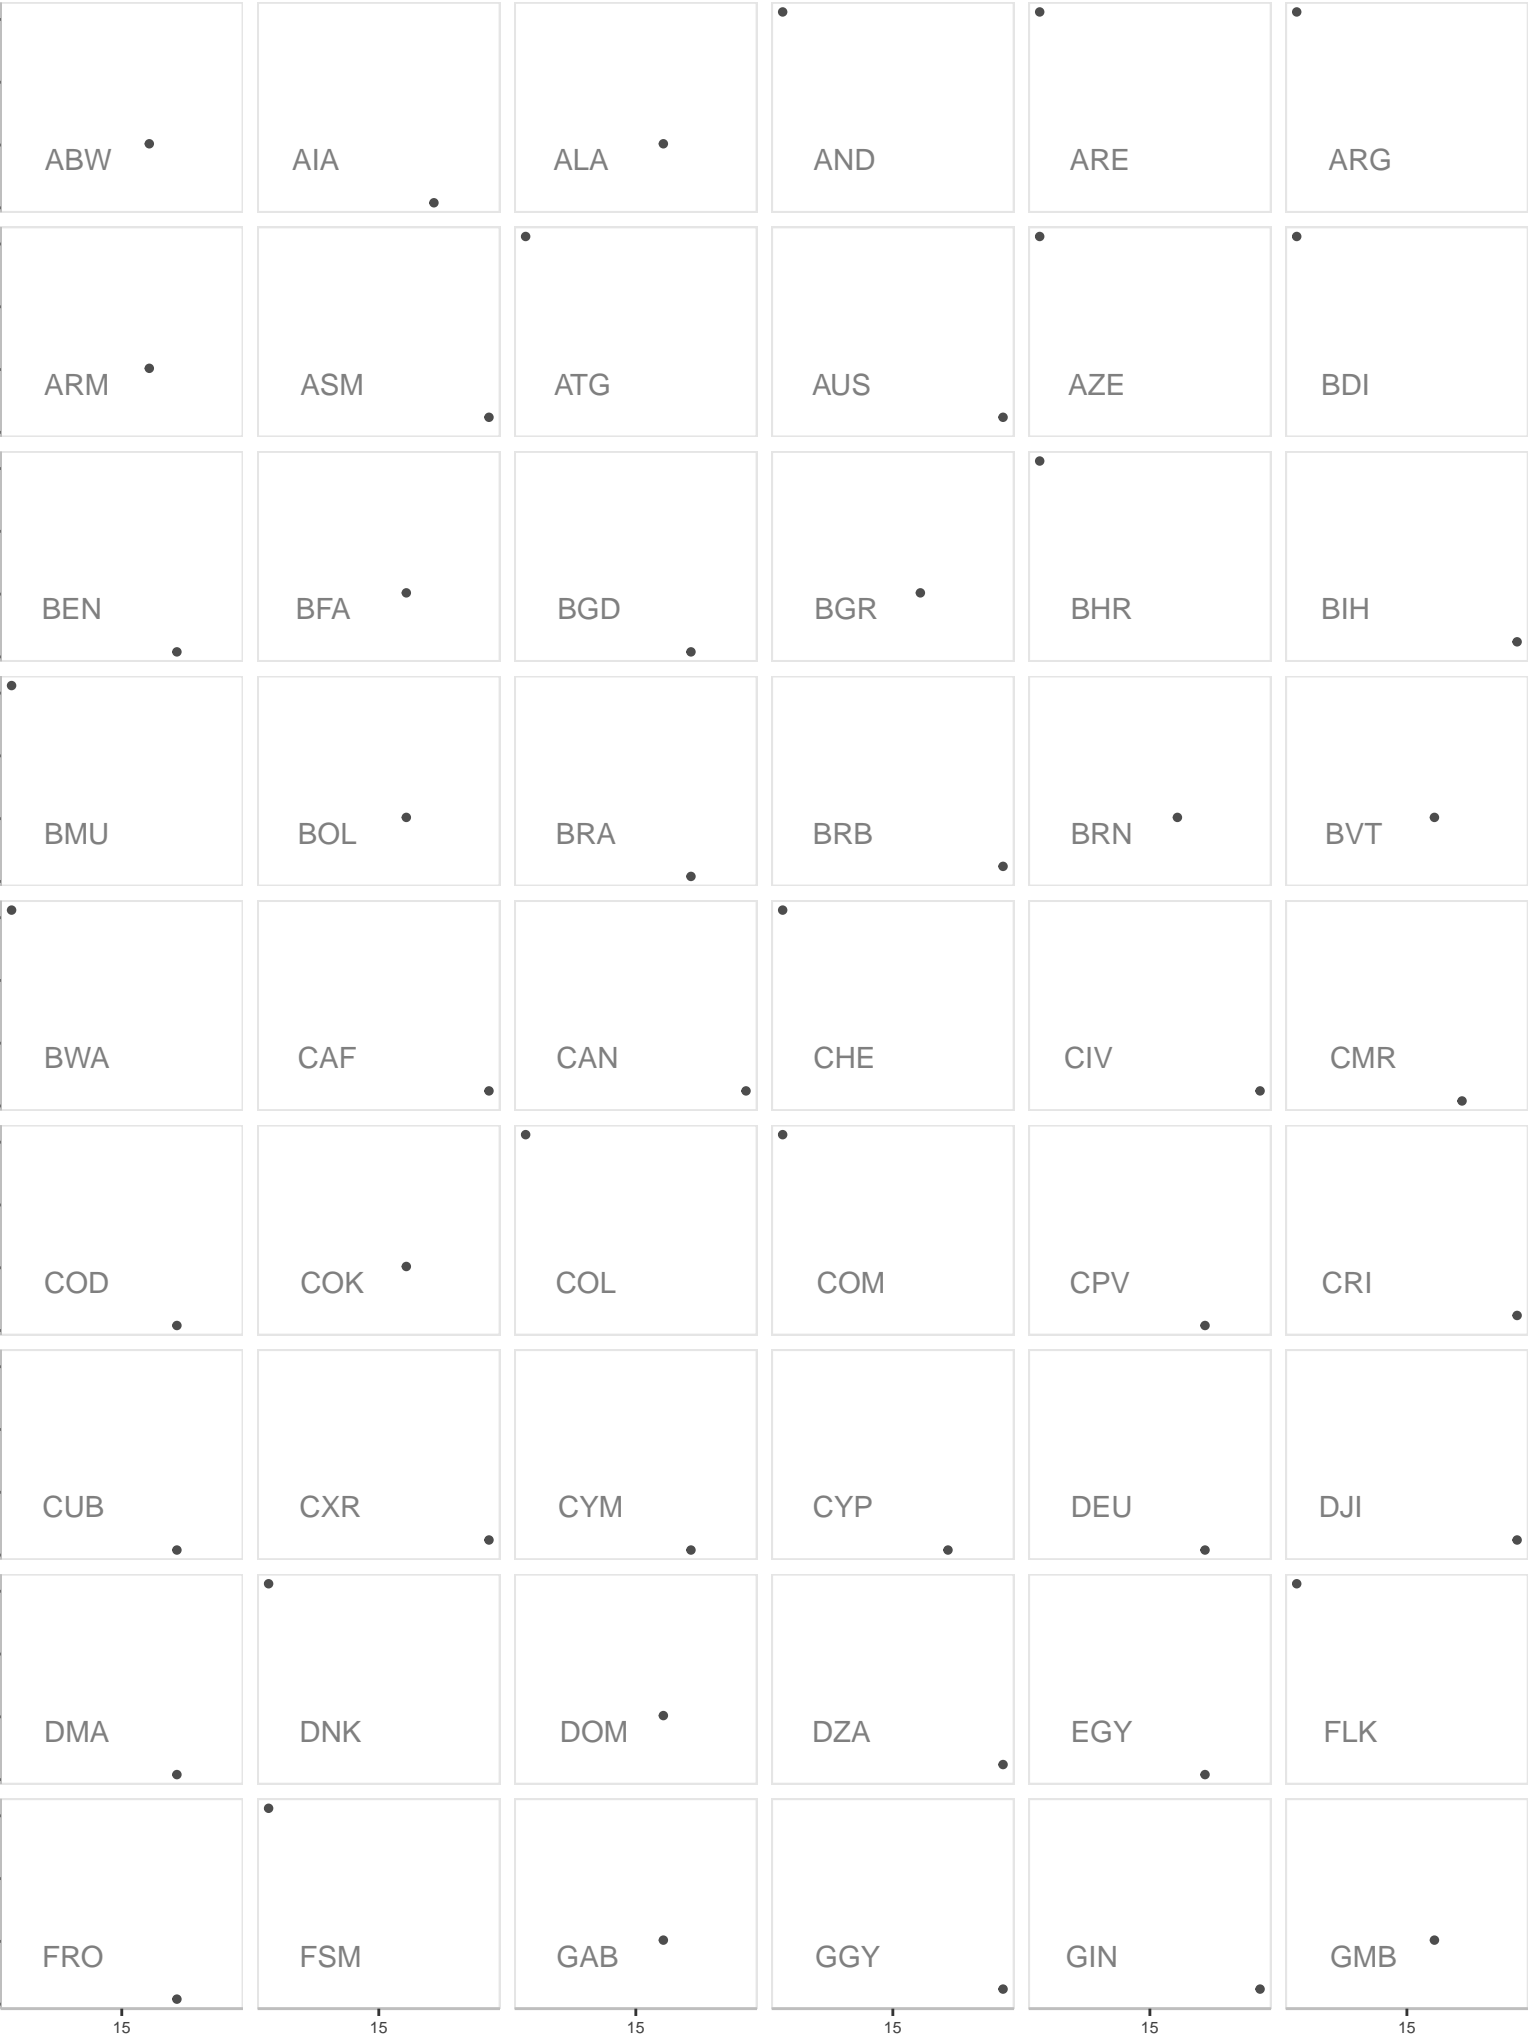 ABW AIA ALA AND ARE ARG
ARM ASM ATG AUS AZE BDI
BEN BFA BGD BGR BHR BIH
BMU BOL BRA BRB BRN BVT
BWA CAF CAN CHE CIV CMR
COD COK COL COM CPV CRI
CUB CXR CYM CYP DEU DJI
DMA DNK DOM DZA EGY FLK
FRO FSM GAB GGY GIN GMB
15 15 15 15 15 15